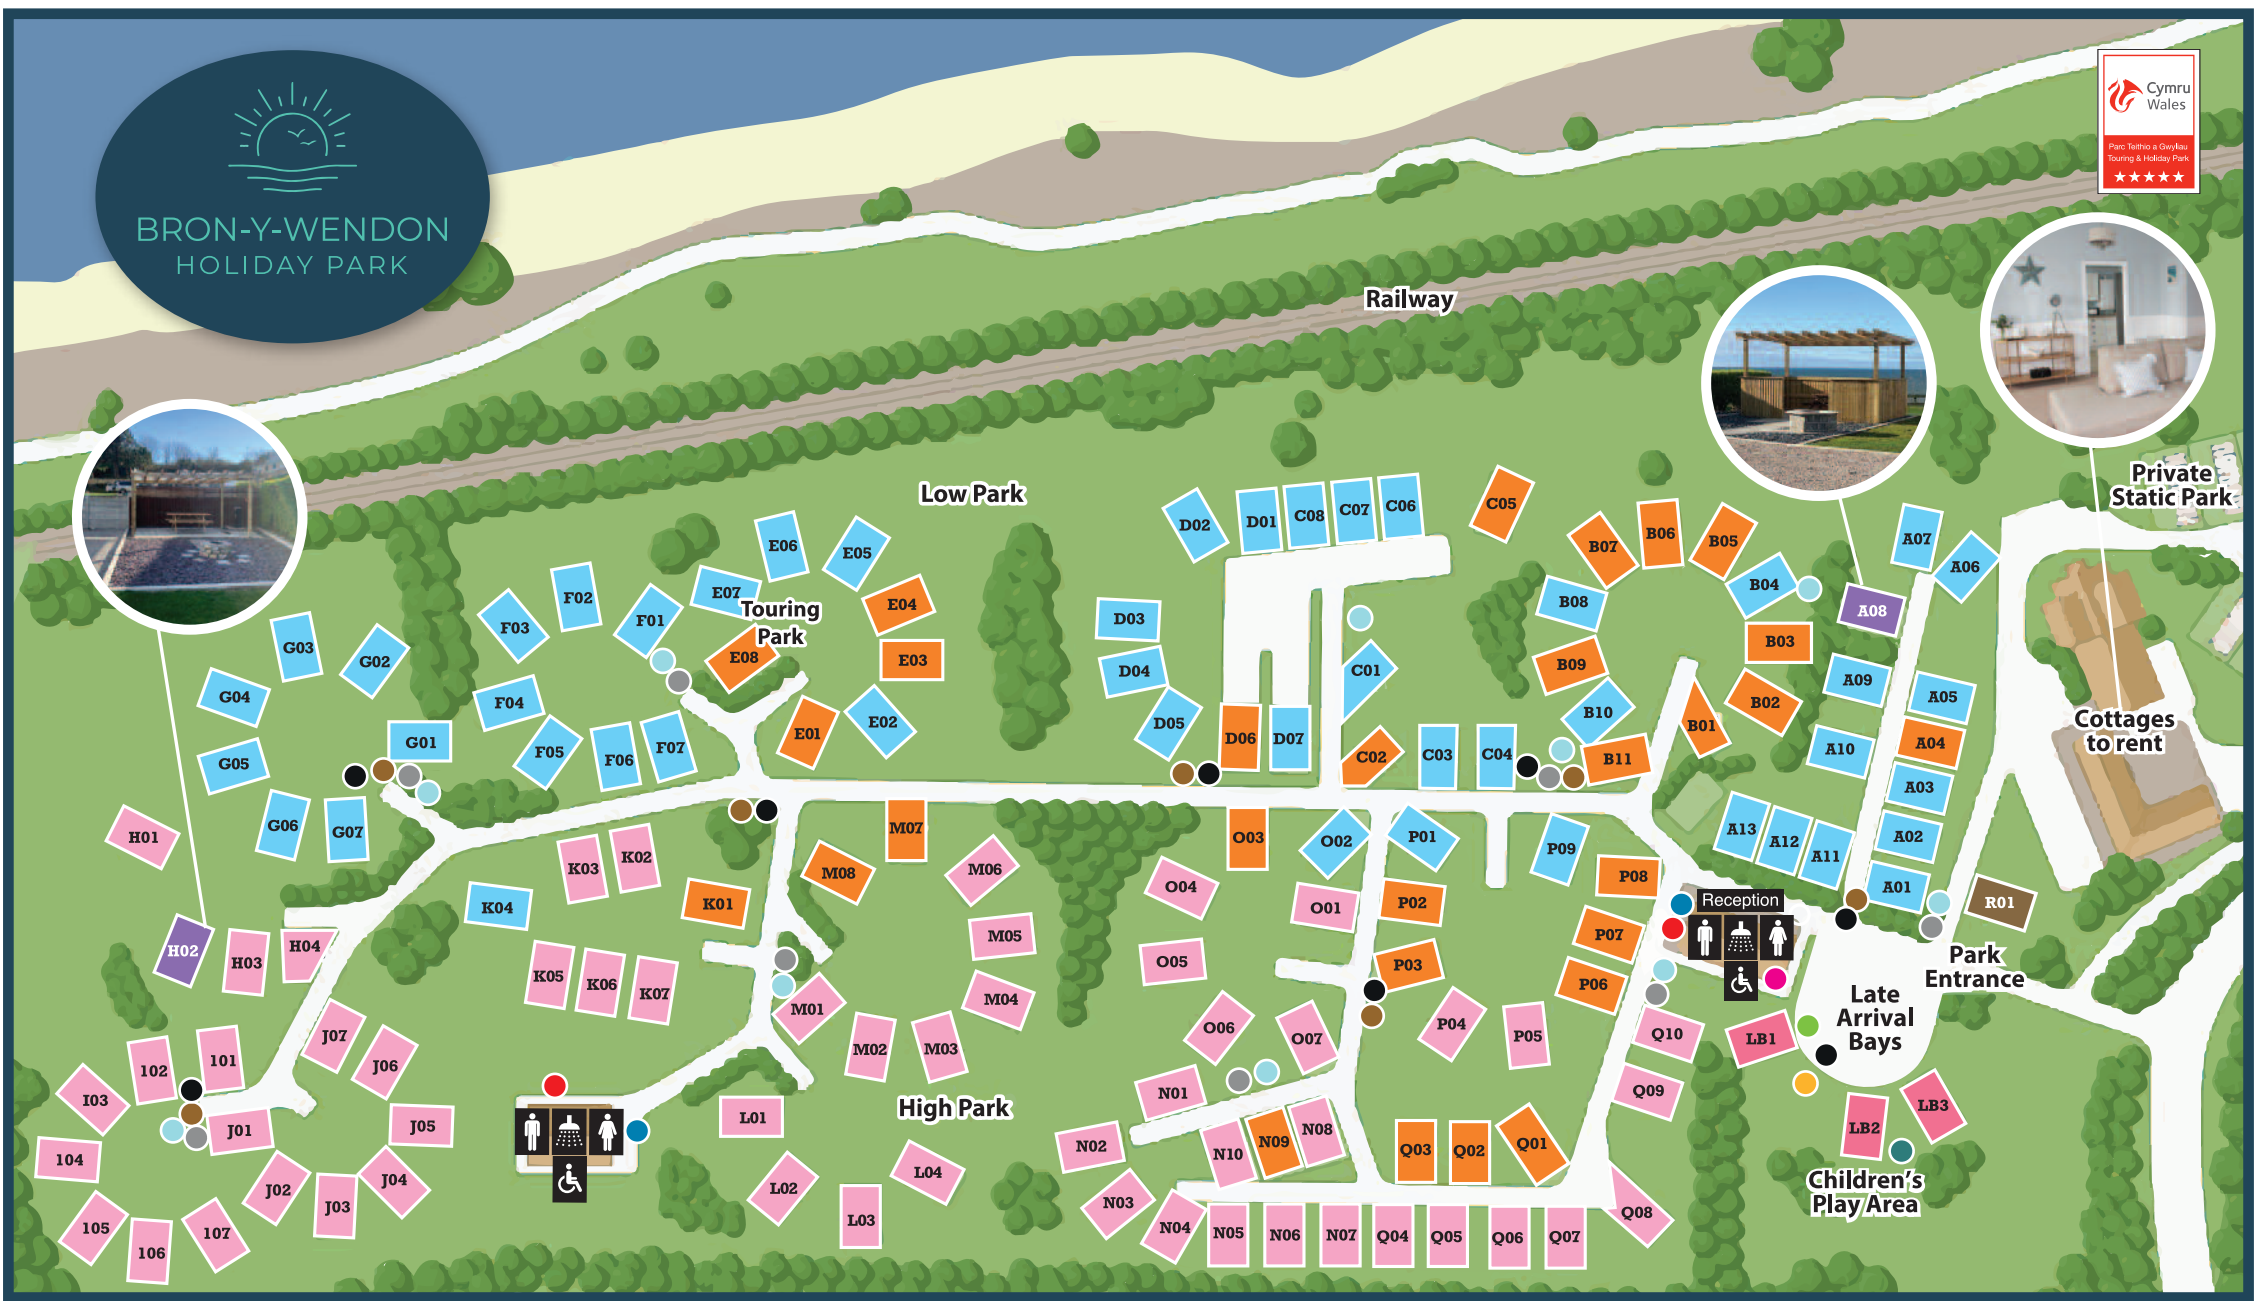 BRON-Y-WENDON
HOLIDAY PARK
Cymru
Wales
Parc Teithio a Gwyliau
Touring & Holiday Park
Railway
Low Park
Private
Static Park
Touring
Park
Cottages
to rent
Reception
Park
Entrance
Late
Arrival
Bays
High Park
Children's
Play Area
A01
A02
A03
A04
A05
A06
A07
A08
A09
A10
A11
A12
A13
B01
B02
B03
B04
B05
B06
B07
B08
B09
B10
B11
C01
C02
C03
C04
C05
C06
C07
C08
D01
D02
D03
D04
D05
D06
D07
E01
E02
E03
E04
E05
E06
E07
E08
F01
F02
F03
F04
F05
F06
F07
G01
G02
G03
G04
G05
G06
G07
H01
H02
H03
H04
101
102
I03
104
105
106
107
J01
J02
J03
J04
J05
J06
J07
K01
K02
K03
K04
K05
K06
K07
L01
L02
L03
L04
M01
M02
M03
M04
M05
M06
M07
M08
N01
N02
N03
N04
N05
N06
N07
N08
N09
N10
O01
O02
O03
O04
O05
O06
O07
P01
P02
P03
P04
P05
P06
P07
P08
P09
Q01
Q02
Q03
Q04
Q05
Q06
Q07
Q08
Q09
Q10
R01
LB1
LB2
LB3